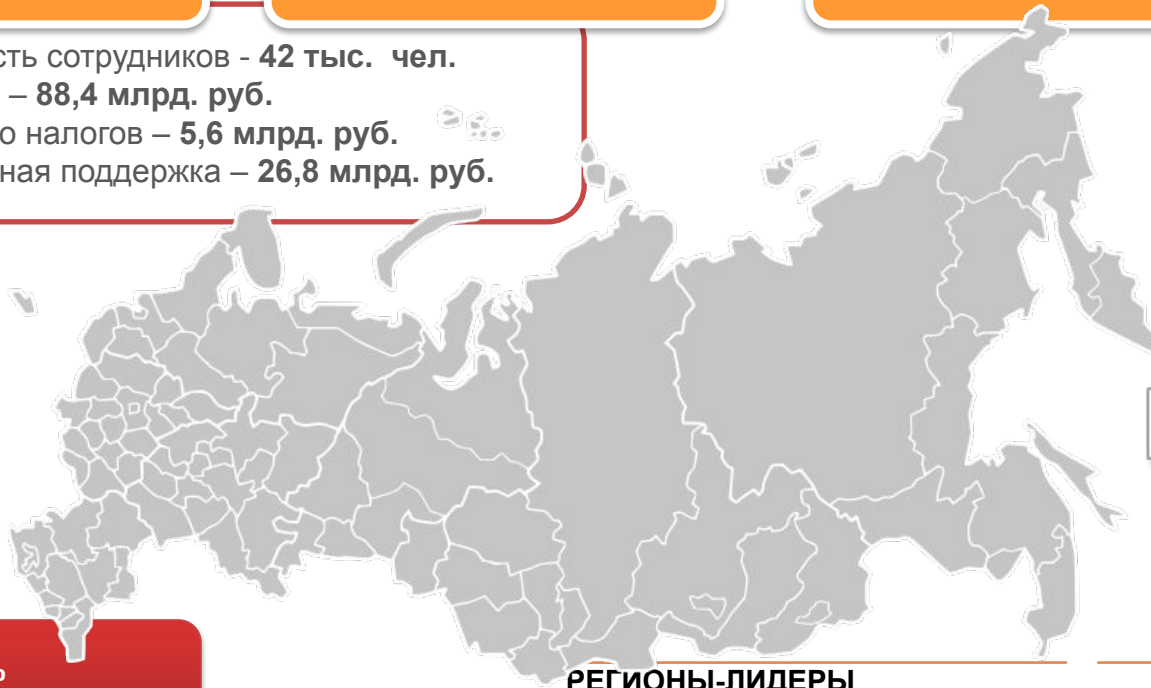 сть сотрудников - 42 тыс. чел.
– 88,4 млрд. руб.
о налогов – 5,6 млрд. руб.
ная поддержка – 26,8 млрд. руб.
РЕГИОНЫ-ЛИДЕРЫ